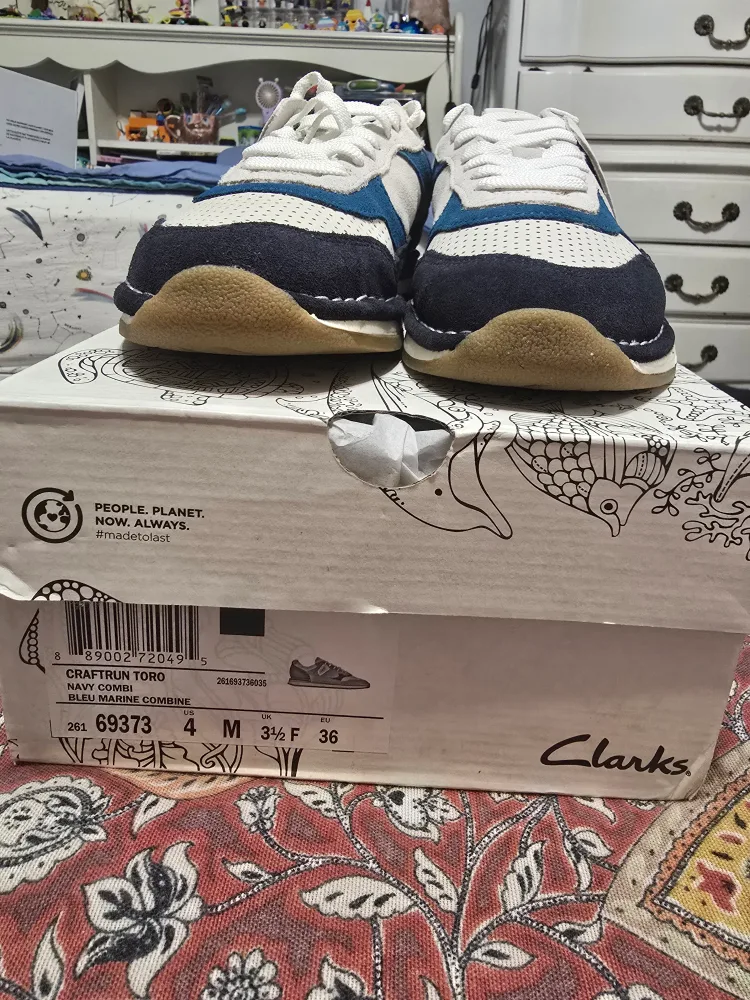 PEOPLE. PLANET.
NOW. ALWAYS.
#madetolast
8 89002 72049 5
CRAFTRUN TORO
NAVY COMBI
BLEU MARINE COMBINE
261693736035
US UK EU
261 69373 4 M 3½ F 36
Clarks.